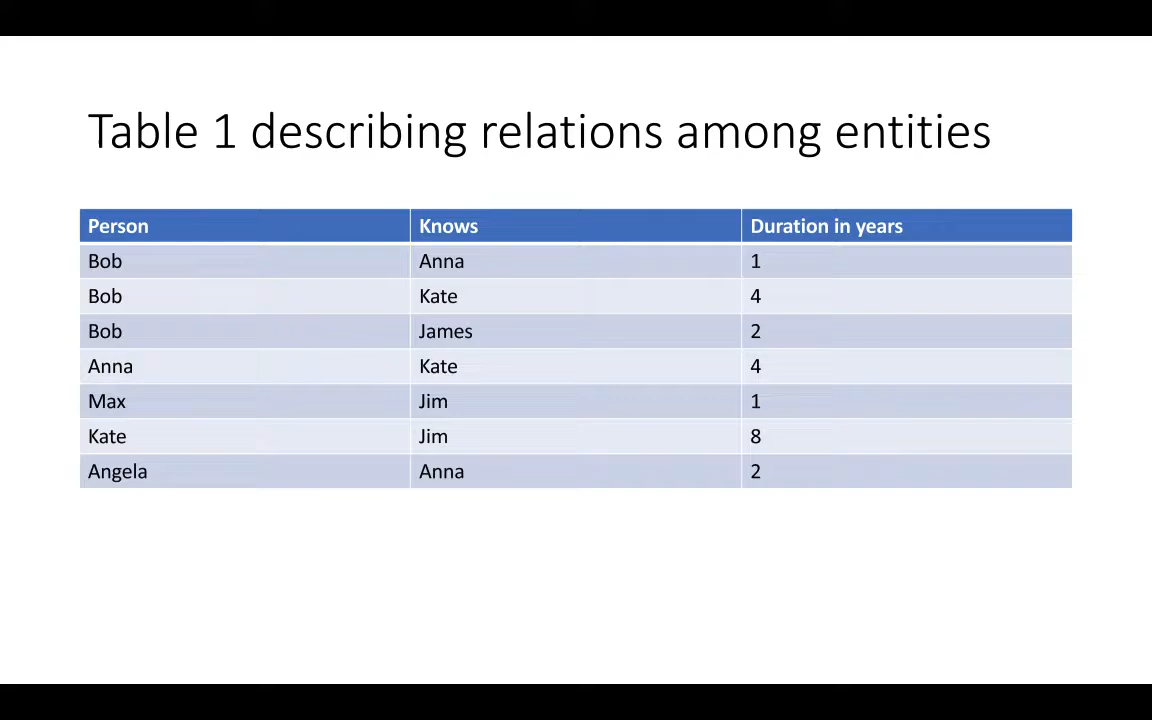 Table 1 describing relations among entities
Person Knows Duration in years
Bob Anna 1
Bob Kate 4
Bob James 2
Anna Kate 4
Max Jim 1
Kate Jim 8
Angela Anna 2